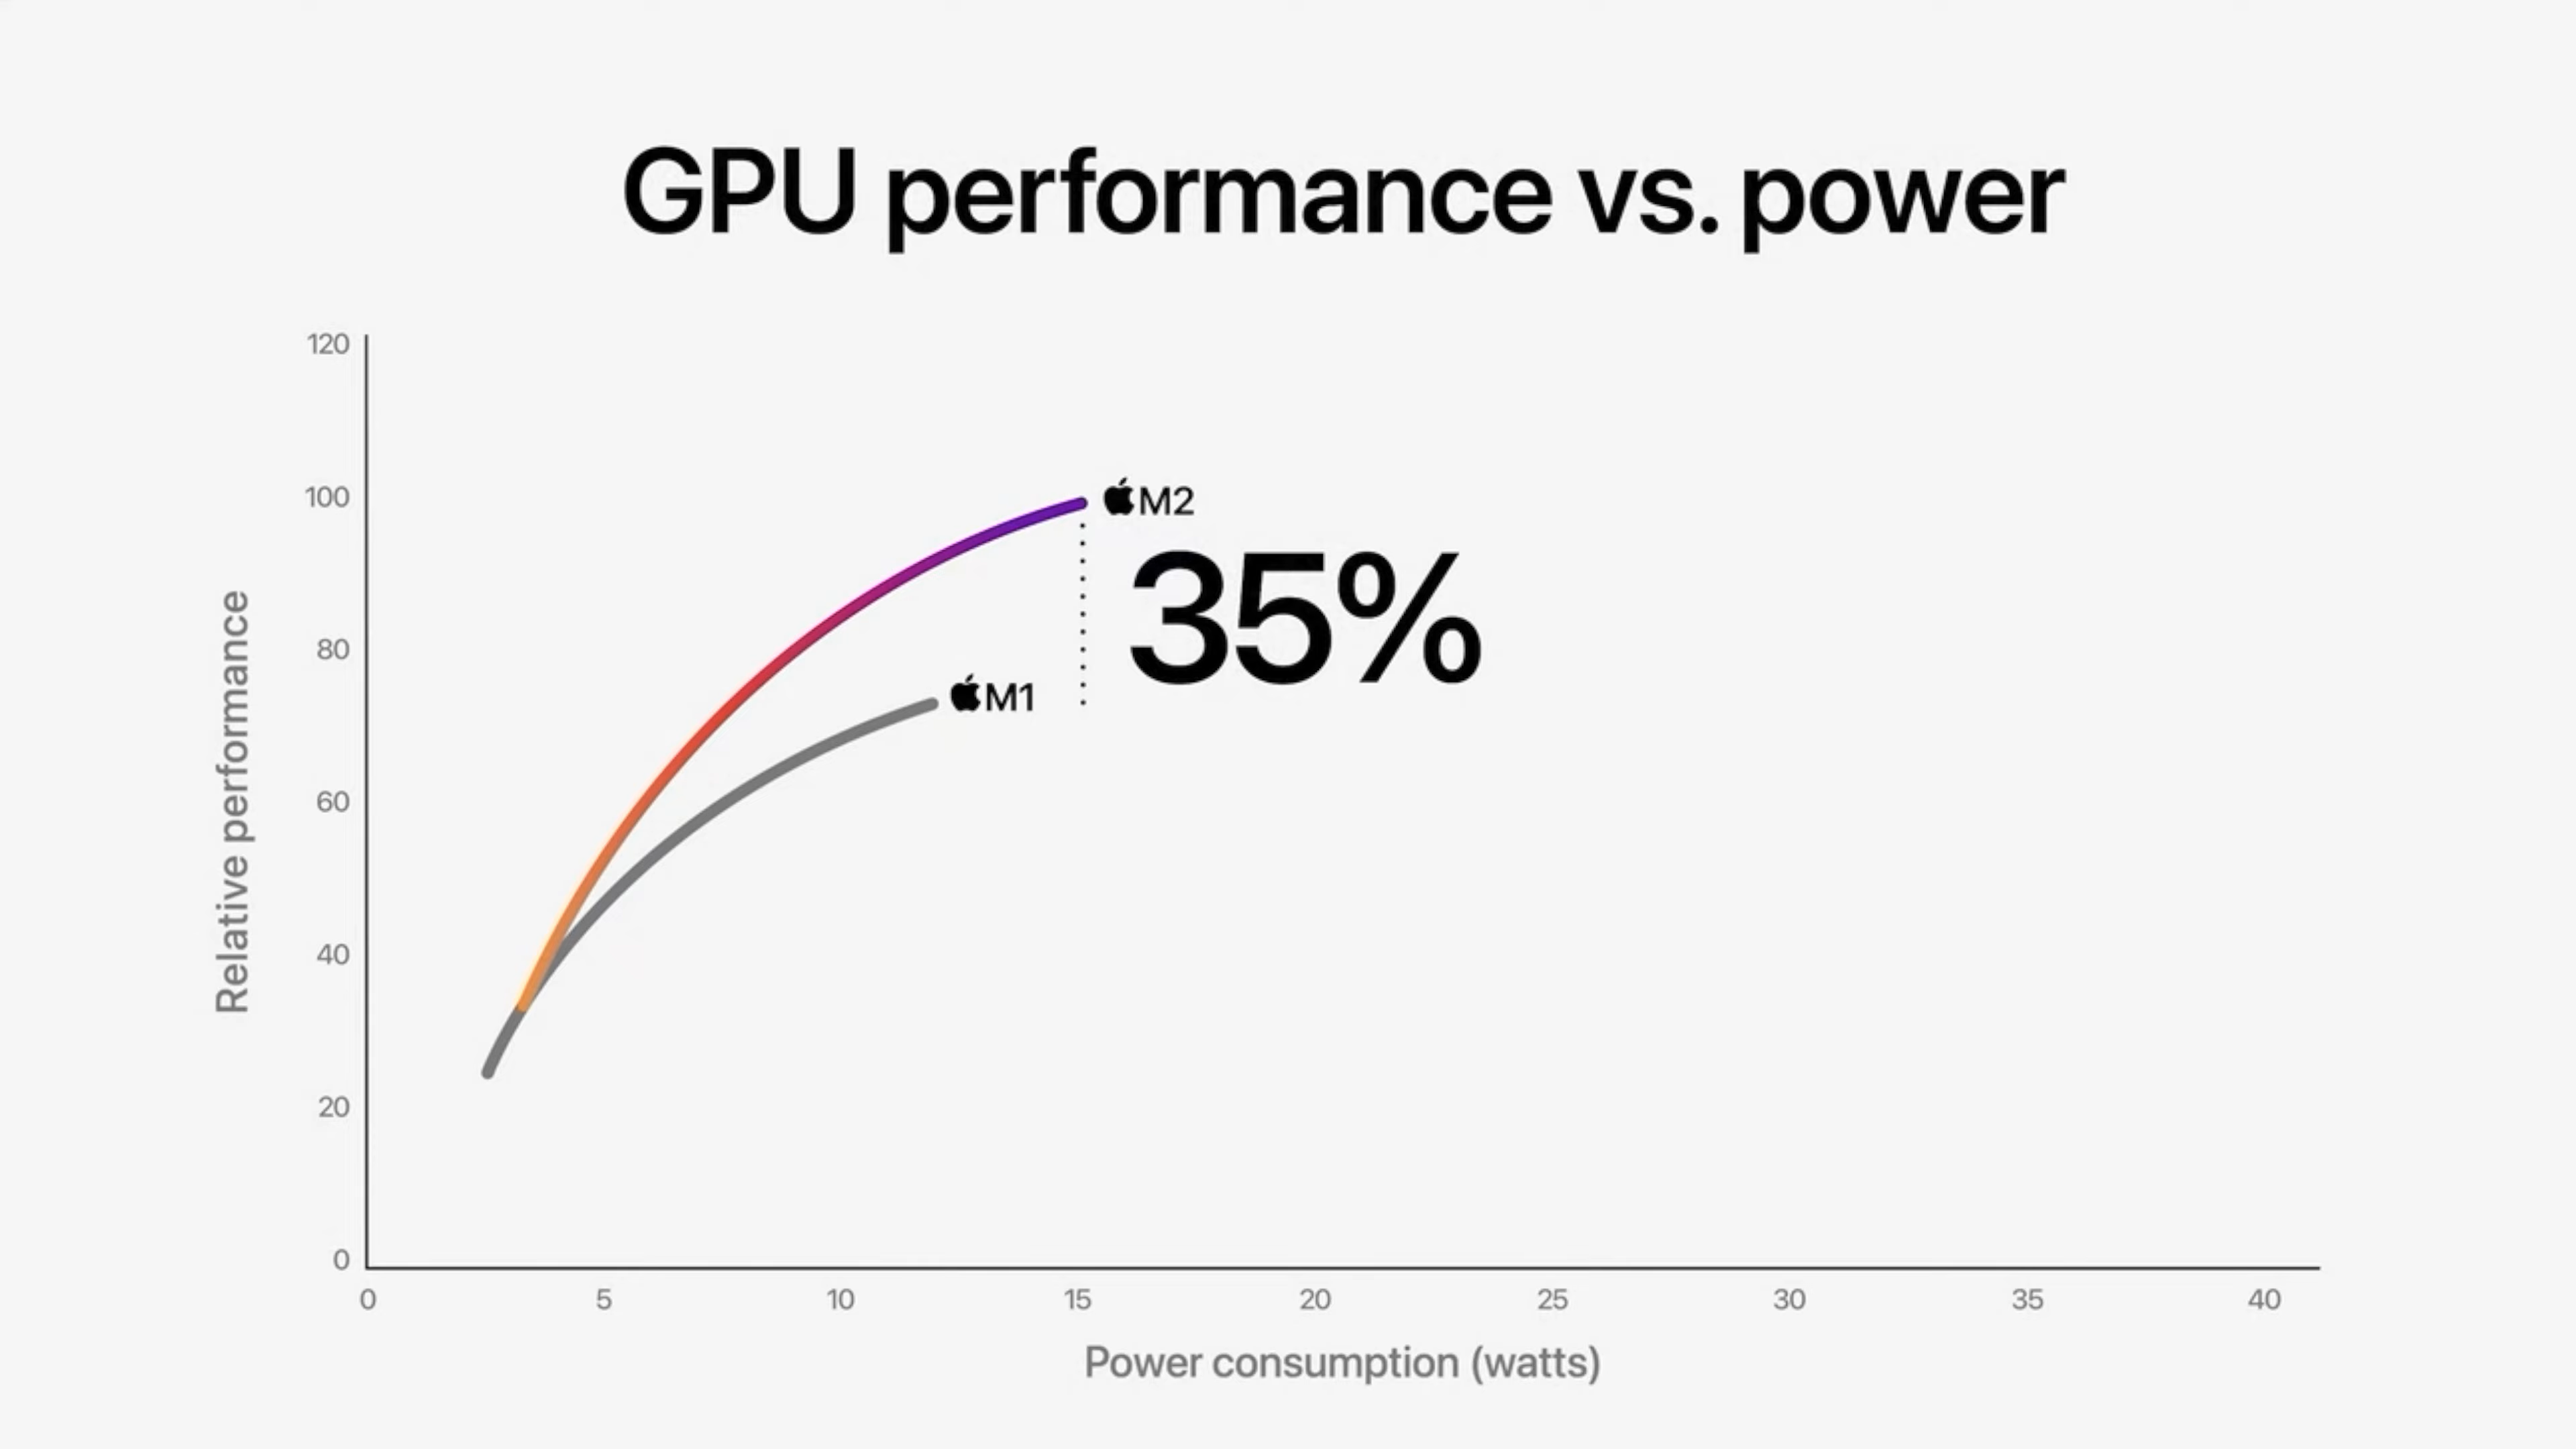 GPU performance vs. power
120
100
80
60
40
20
0
Relative performance
M2
35%
M1
0 5 10 15 20 25 30 35 40
Power consumption (watts)